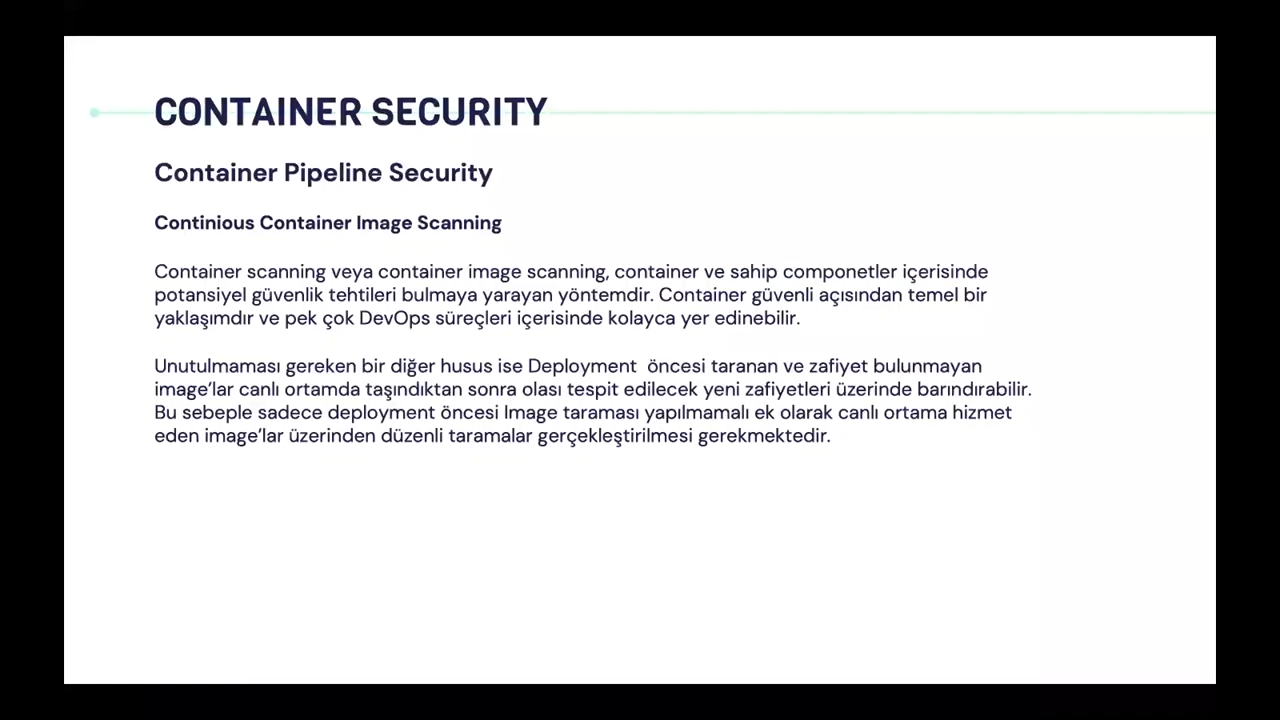 CONTAINER SECURITY
Container Pipeline Security
Continious Container Image Scanning
Container scanning veya container image scanning, container ve sahip componetler içerisinde
potansiyel güvenlik tehtileri bulmaya yarayan yöntemdir. Container güvenli açısından temel bir
yaklaşımdır ve pek çok DevOps süreçleri içerisinde kolayca yer edinebilir.
Unutulmaması gereken bir diğer husus ise Deployment  öncesi taranan ve zafiyet bulunmayan
image’lar canlı ortamda taşındıktan sonra olası tespit edilecek yeni zafiyetleri üzerinde barındırabilir.
Bu sebeple sadece deployment öncesi Image taraması yapılmamalı ek olarak canlı ortama hizmet
eden image’lar üzerinden düzenli taramalar gerçekleştirilmesi gerekmektedir.